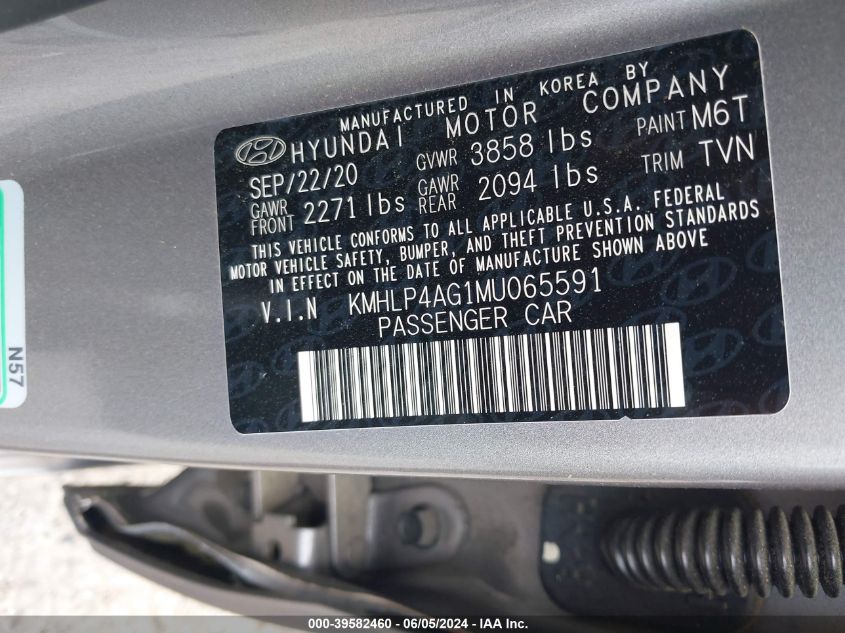 MANUFACTURED IN KOREA BY
HYUNDAI MOTOR COMPANY
SEP/22/20 GVWR 3858 lbs PAINT M6T
GAWR FRONT 2271 lbs GAWR REAR 2094 lbs TRIM TVN
THIS VEHICLE CONFORMS TO ALL APPLICABLE U.S.A. FEDERAL
MOTOR VEHICLE SAFETY, BUMPER, AND THEFT PREVENTION STANDARDS
IN EFFECT ON THE DATE OF MANUFACTURE SHOWN ABOVE
V.I.N KMHLP4AG1MU065591
PASSENGER CAR
N57
000-39582460 - 06/05/2024 - IAA Inc.